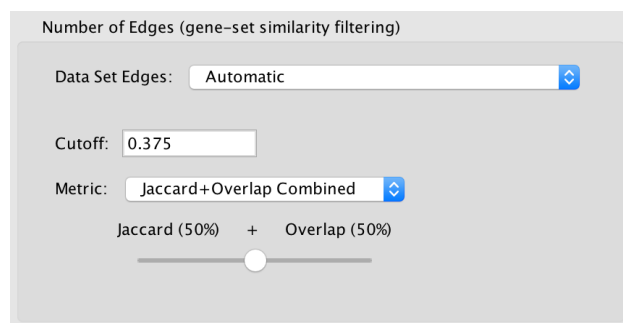 Number of Edges (gene-set similarity filtering)
Data Set Edges: Automatic
Cutoff: 0.375
Metric: Jaccard+Overlap Combined
Jaccard (50%) + Overlap (50%)